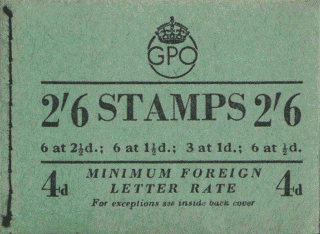 GPO
2'6 STAMPS 2'6
6 at 2½d.; 6 at 1½d.; 3 at 1d.; 6 at ½d.
4d MINIMUM FOREIGN LETTER RATE 4d
For exceptions see inside back cover